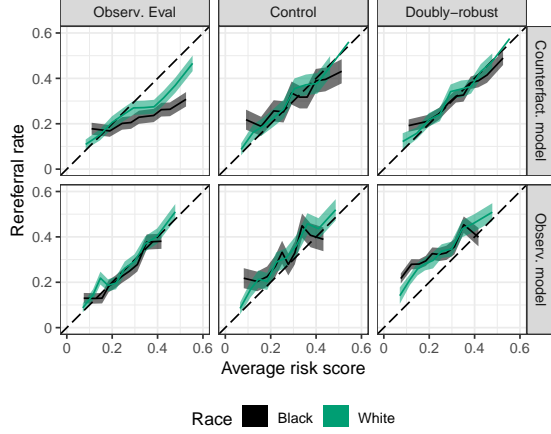 Observ. Eval
Control
Doubly−robust
Counterfact. model
Observ. model
Rereferral rate
0.6
0.4
0.2
0
0.6
0.4
0.2
0
0
0.2
0.4
0.6
0
0.2
0.4
0.6
0
0.2
0.4
0.6
Average risk score
Race
Black
White